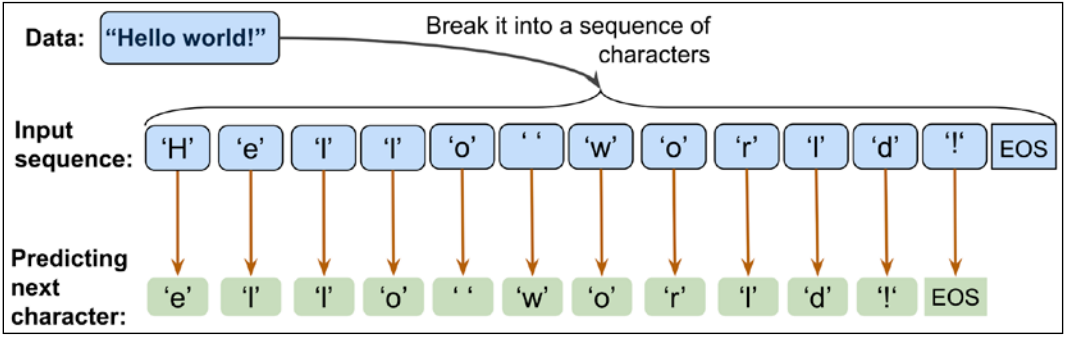 Data: “Hello world!” Break it into a sequence of
characters
Input
sequence: ‘H’ ‘e’ ‘l’ ‘l’ ‘o’ ‘ ‘ ‘w’ ‘o’ ‘r’ ‘l’ ‘d’ ‘!‘ EOS
Predicting
next
character: ‘e’ ‘l’ ‘l’ ‘o’ ‘ ‘ ‘w’ ‘o’ ‘r’ ‘l’ ‘d’ ‘!‘ EOS